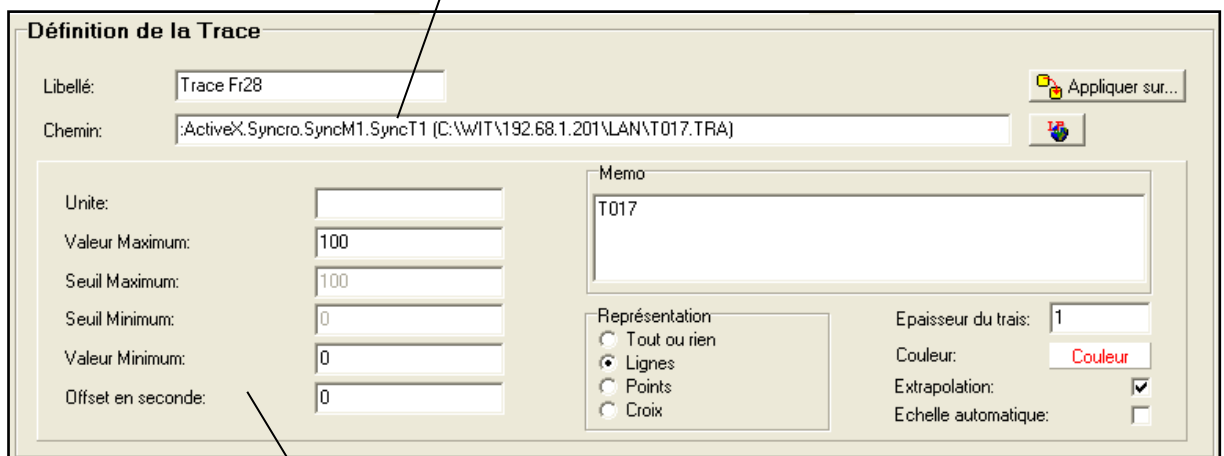 Définition de la Trace
Libellé: Trace Fr28
Appliquer sur...
Chemin: :ActiveX.Syncro.SyncM1.SyncT1 (C:\WIT\192.68.1.201\LAN\T017.TRA)
Unite:
Valeur Maximum: 100
Seuil Maximum: 100
Seuil Minimum: 0
Valeur Minimum: 0
Offset en seconde: 0
Memo
T017
Représentation
Tout ou rien
Lignes
Points
Croix
Epaisseur du trais: 1
Couleur: Couleur
Extrapolation:
Echelle automatique: